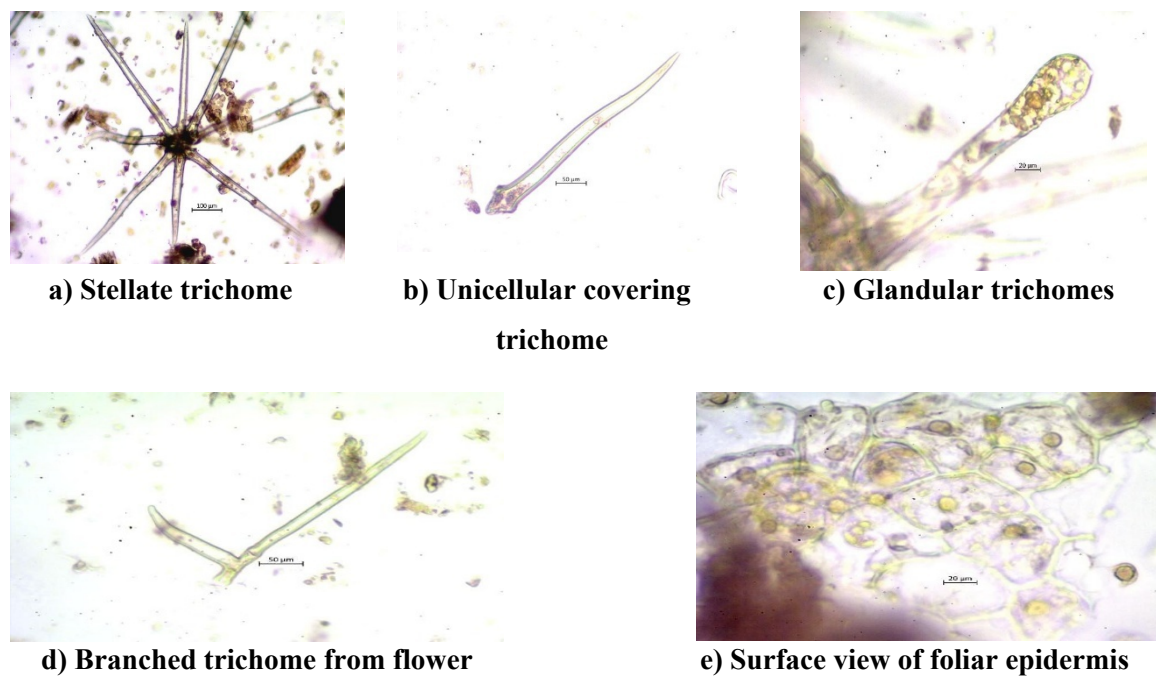 100 µm
50 µm
20 µm
a) Stellate trichome
b) Unicellular covering
trichome
c) Glandular trichomes
50 µm
20 µm
d) Branched trichome from flower
e) Surface view of foliar epidermis